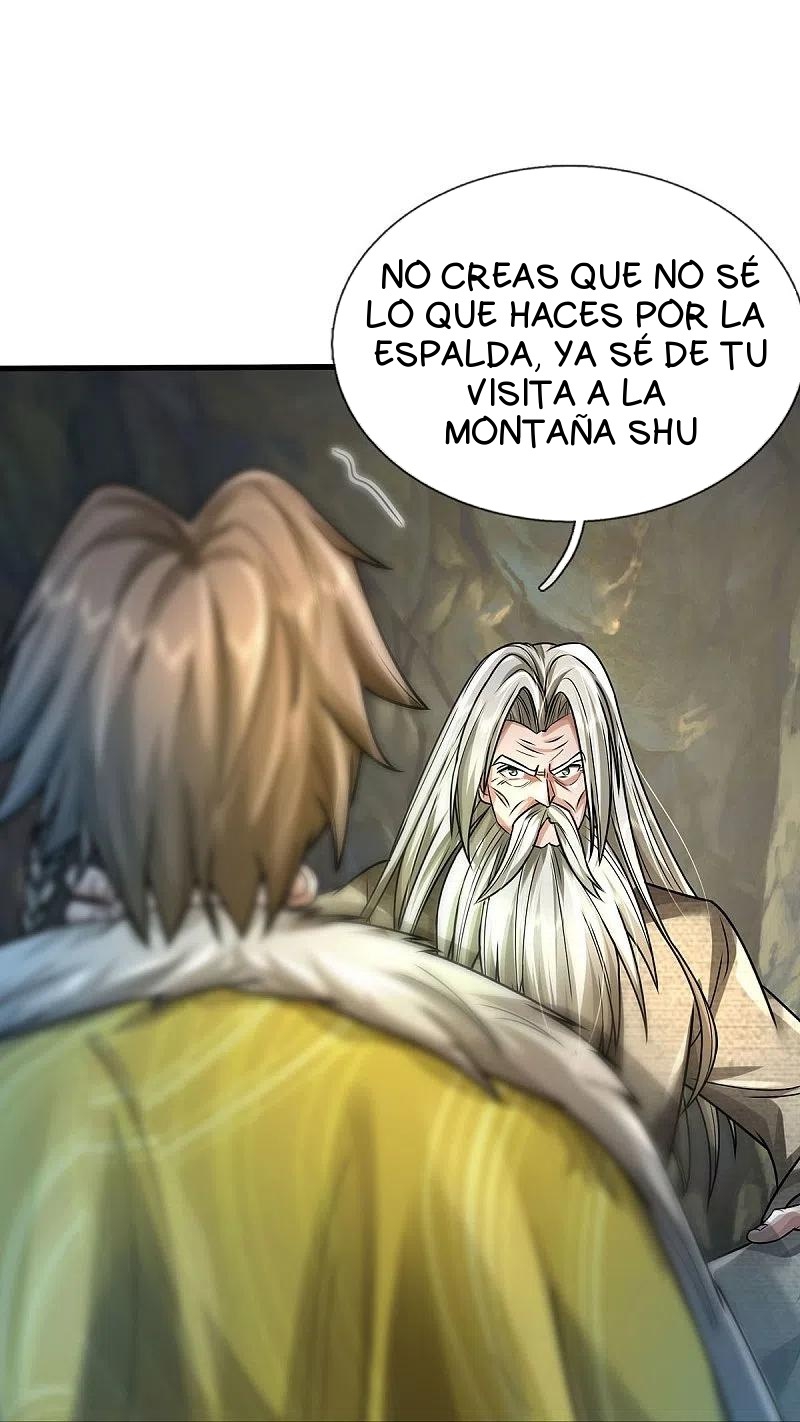 NO CREAS QUE NO SÉ
LO QUE HACES POR LA
ESPALDA, YA SÉ DE TU
VISITA A LA
MONTAÑA SHU